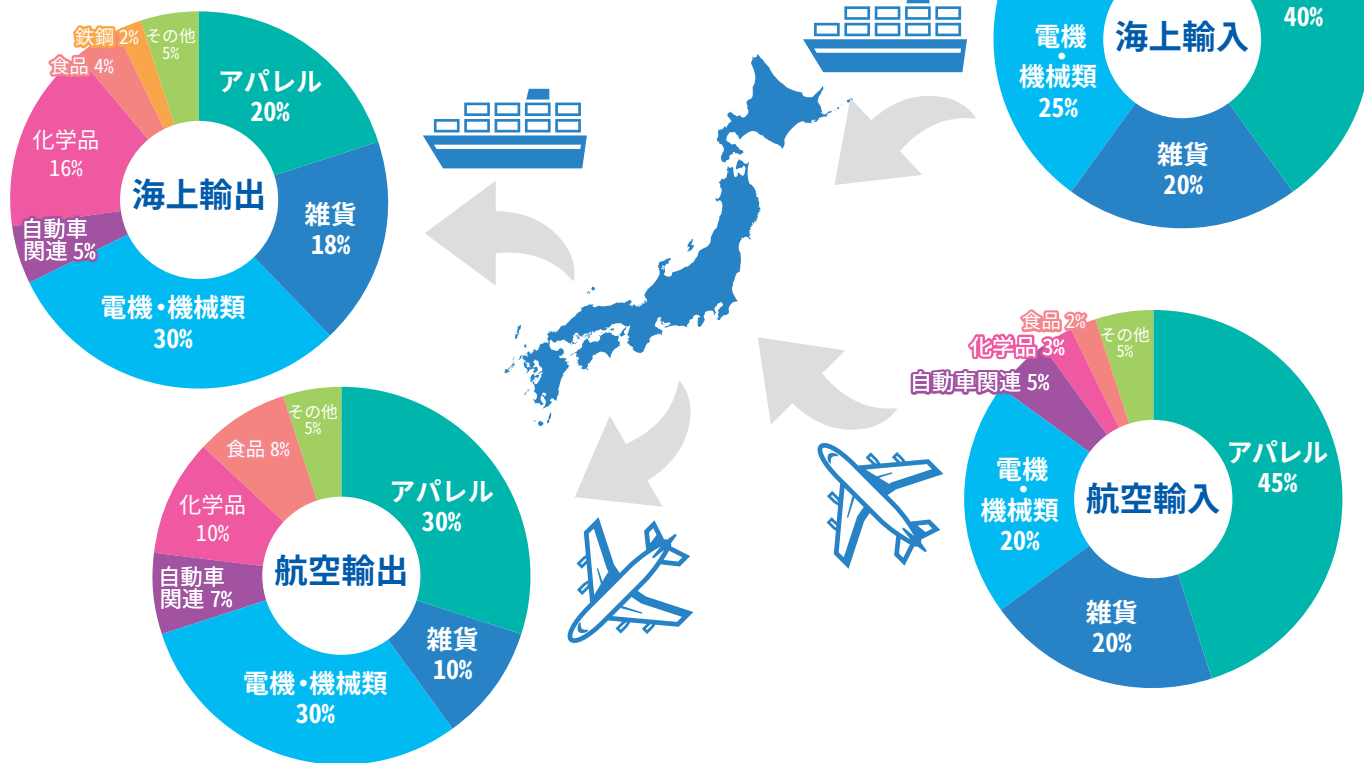 鉄鋼 2%
その他
5%
食品 4%
アパレル
20%
化学品
16%
海上輸出
雑貨
18%
自動車
関連 5%
電機・機械類
30%
40%
海上輸入
電機
・
機械類
25%
雑貨
20%
その他
5%
食品 8%
アパレル
30%
化学品
10%
航空輸出
自動車
関連 7%
雑貨
10%
電機・機械類
30%
食品 2%
その他
5%
化学品 3%
自動車関連 5%
アパレル
45%
電機
・
機械類
20%
航空輸入
雑貨
20%